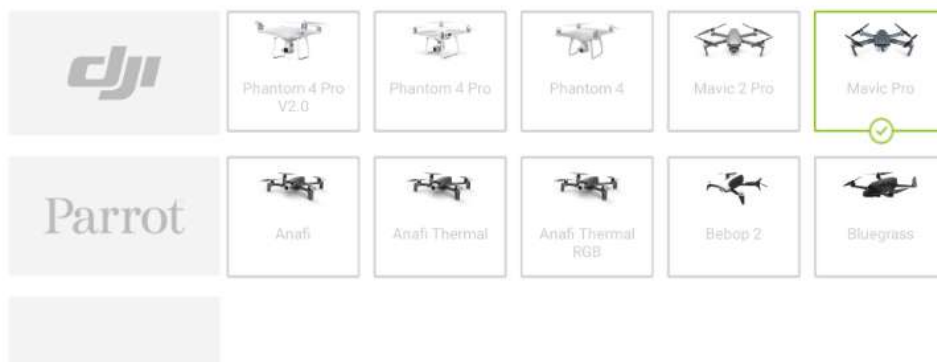 dji
Phantom 4 Pro
V2.0
Phantom 4 Pro
Phantom 4
Mavic 2 Pro
Mavic Pro
Parrot
Anafi
Anafi Thermal
Anafi Thermal
RGB
Bebop 2
Bluegrass